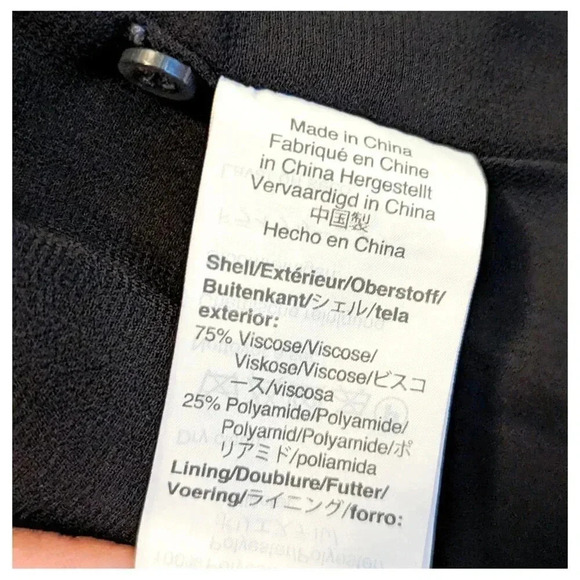 Made in China
Fabriqué en Chine
in China Hergestellt
Vervaardigd in China
中国製
Hecho en China
Shell/Extérieur/Oberstoff/
Buitenkant/シェル/tela
exterior:
75% Viscose/Viscose/
Viskose/Viscose/ビスコ
ース/viscosa
25% Polyamide/Polyamide/
Polyamid/Polyamide/ポ
リアミド/poliamida
Lining/Doublure/Futter/
Voering/ライニング/forro: